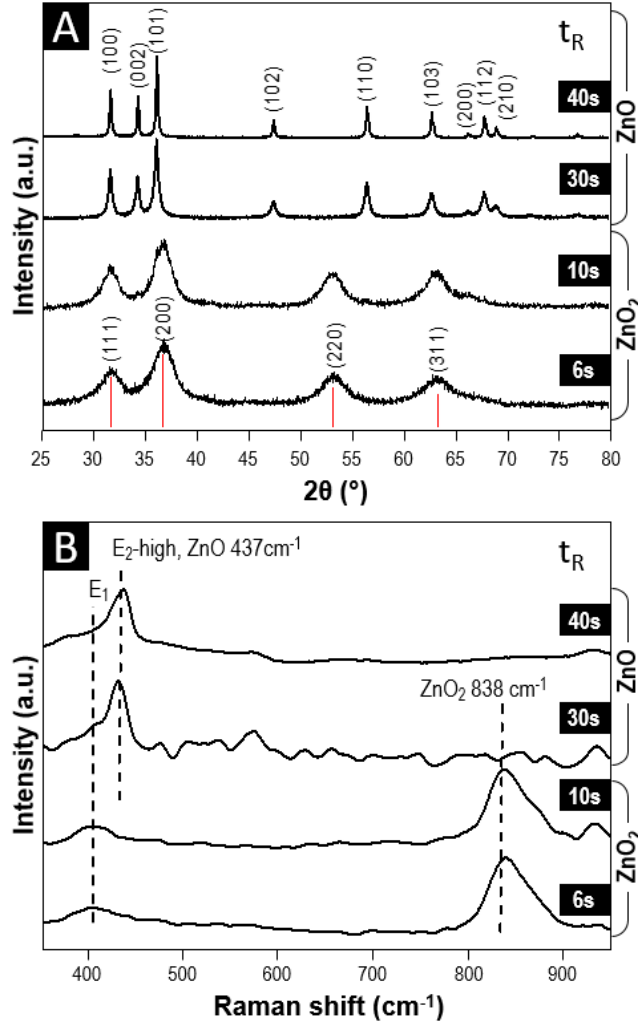 A
t_R
(100)
(002)
(101)
(102)
(110)
(103)
(200)
(112)
(210)
40s
30s
ZnO
10s
6s
ZnO₂
(111)
(200)
(220)
(311)
Intensity (a.u.)
25 30 35 40 45 50 55 60 65 70 75 80
2θ (°)
B
E₂-high, ZnO 437cm⁻¹
t_R
E₁
40s
ZnO
ZnO₂ 838 cm⁻¹
30s
10s
ZnO₂
6s
Intensity (a.u.)
400 500 600 700 800 900
Raman shift (cm⁻¹)